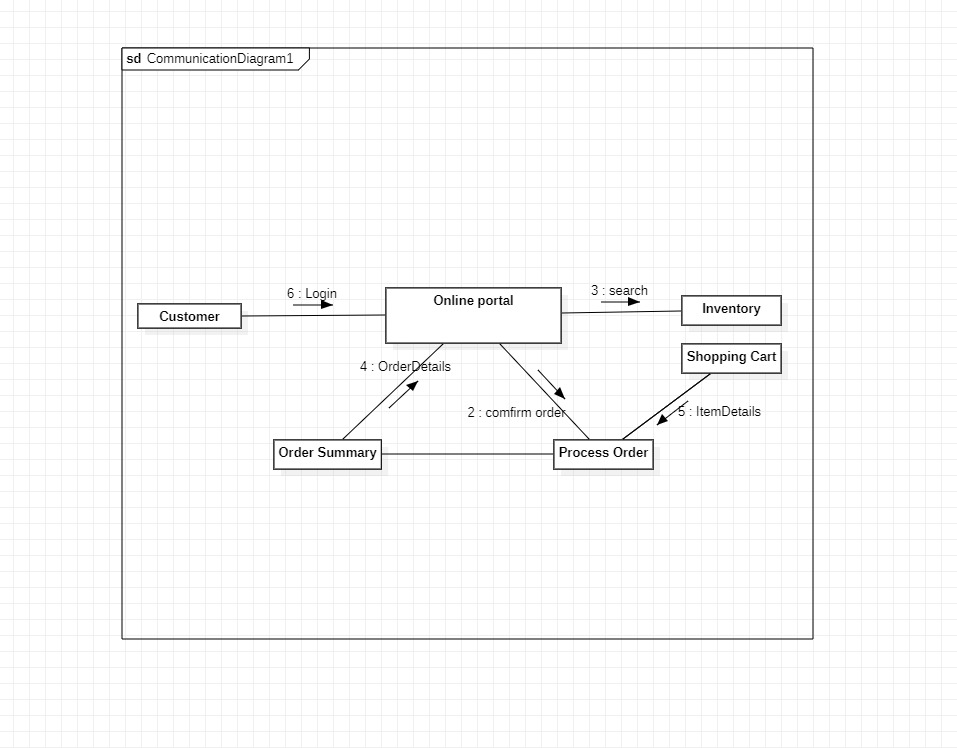 sd CommunicationDiagram1
6 : Login
3 : search
Customer
Online portal
Inventory
Shopping Cart
4 : OrderDetails
2 : comfirm order
5 : ItemDetails
Order Summary
Process Order